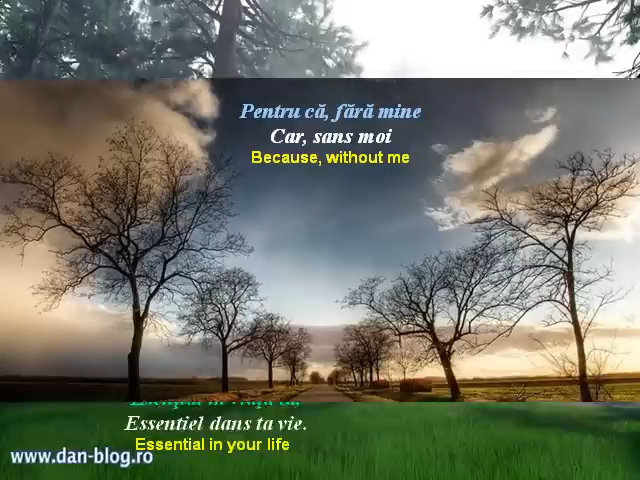 Pentru că, fără mine
Car, sans moi
Because, without me
Essentiel dans ta vie.
Essential in your life
www.dan-blog.ro